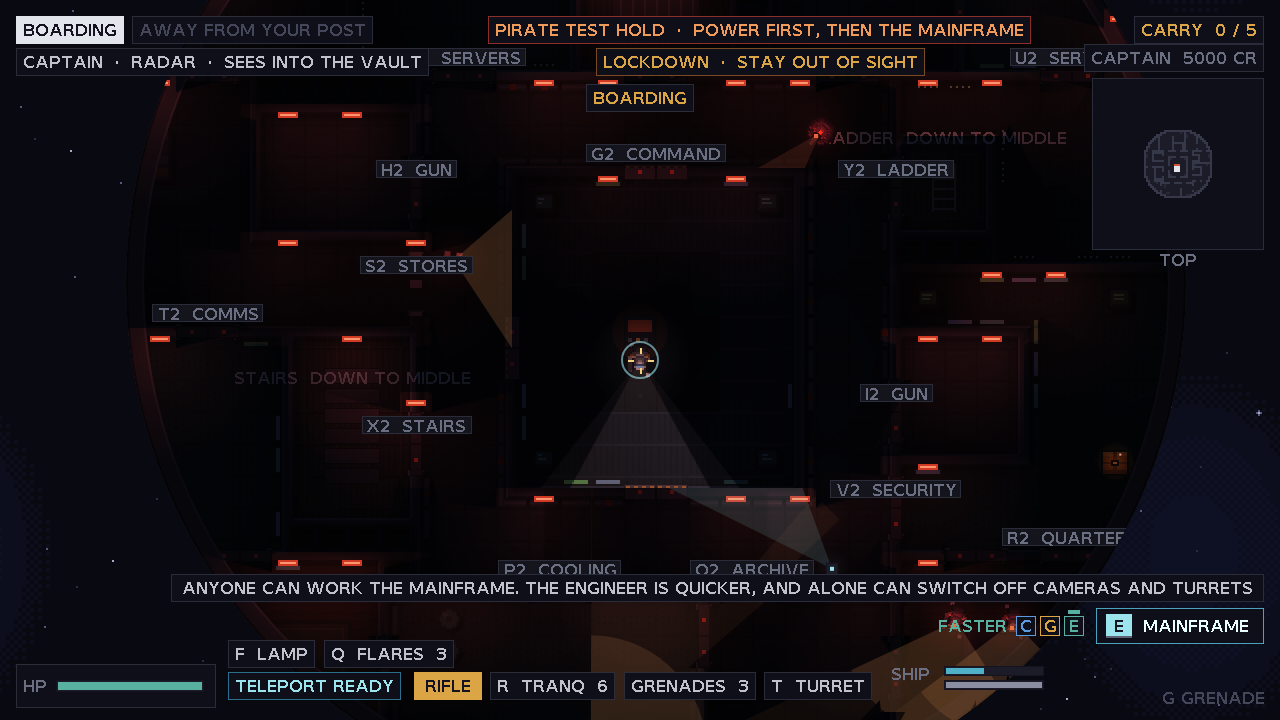 BOARDING AWAY FROM YOUR POST PIRATE TEST HOLD · POWER FIRST, THEN THE MAINFRAME CARRY 0 / 5
CAPTAIN · RADAR · SEES INTO THE VAULT SERVERS LOCKDOWN · STAY OUT OF SIGHT U2 SER CAPTAIN 5000 CR
BOARDING
LADDER DOWN TO MIDDLE
G2 COMMAND
H2 GUN Y2 LADDER
S2 STORES TOP
T2 COMMS
STAIRS DOWN TO MIDDLE
I2 GUN
X2 STAIRS
V2 SECURITY
R2 QUARTER
P2 COOLING O2 ARCHIVE
ANYONE CAN WORK THE MAINFRAME. THE ENGINEER IS QUICKER, AND ALONE CAN SWITCH OFF CAMERAS AND TURRETS
FASTER C G E E MAINFRAME
F LAMP Q FLARES 3
HP TELEPORT READY RIFLE R TRANQ 6 GRENADES 3 T TURRET SHIP
G GRENADE